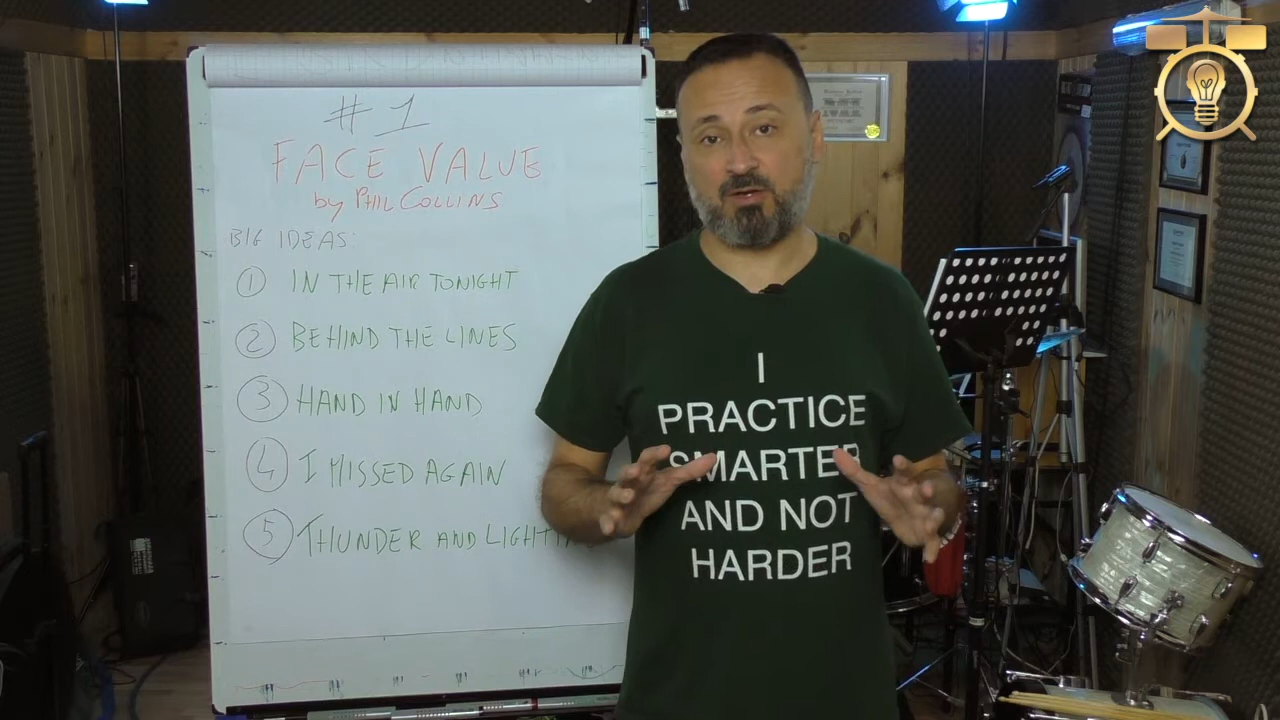 # 1
FACE VALUE
by PHIL COLLINS
BIG IDEAS:
1 IN THE AIR TONIGHT
2 BEHIND THE LINES
3 HAND IN HAND
4 I MISSED AGAIN
5 THUNDER AND
I
PRACTICE
SMARTER
AND NOT
HARDER